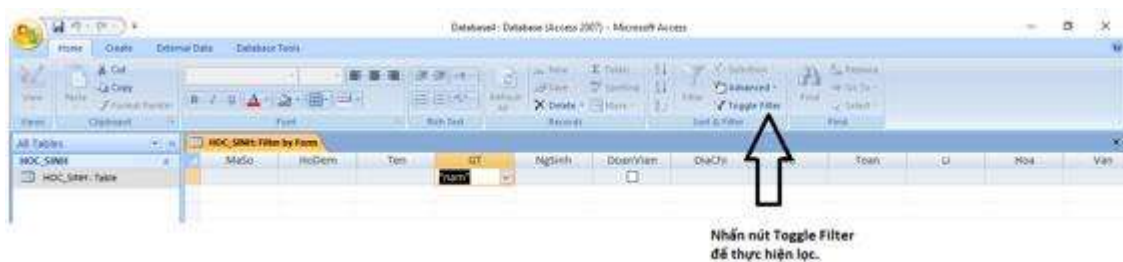 Database4 : Database (Access 2007) - Microsoft Access
Home Create External Data Database Tools
View Paste Cut Copy Format Painter
Refresh All New Save Delete Totals Spelling More Filter Selection Advanced Toggle Filter Find Replace Go To Select
Views Clipboard Font Rich Text Records Sort & Filter Find
All Tables HOC_SINH: Filter by Form
HOC_SINH MaSo HoDem Ten GT NgSinh DoanVien DiaChi Toan Li Hoa Van
HOC_SINH : Table "nam"
Nhấn nút Toggle Filter
để thực hiện lọc.